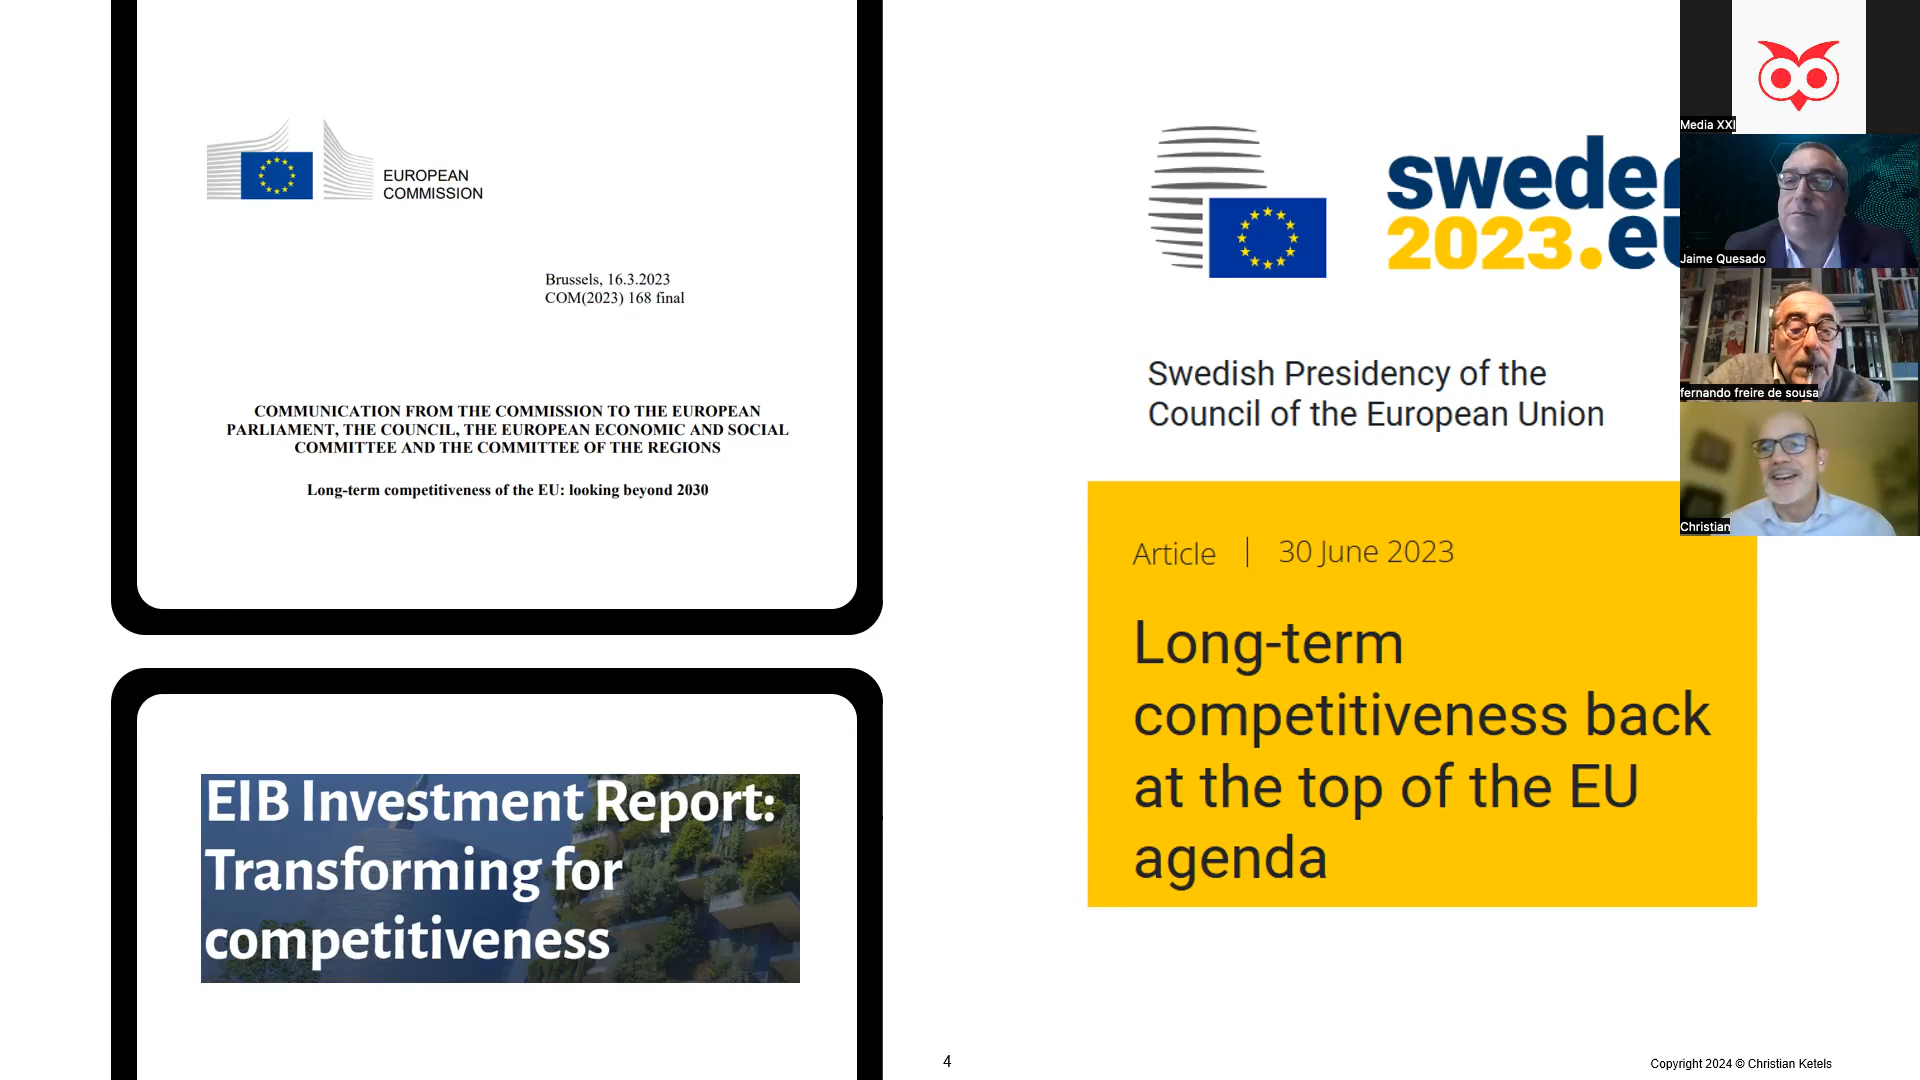 EUROPEAN
COMMISSION
Brussels, 16.3.2023
COM(2023) 168 final
COMMUNICATION FROM THE COMMISSION TO THE EUROPEAN
PARLIAMENT, THE COUNCIL, THE EUROPEAN ECONOMIC AND SOCIAL
COMMITTEE AND THE COMMITTEE OF THE REGIONS
Long-term competitiveness of the EU: looking beyond 2030
EIB Investment Report:
Transforming for
competitiveness
sweden
2023.eu
Swedish Presidency of the
Council of the European Union
Article | 30 June 2023
Long-term
competitiveness back
at the top of the EU
agenda
Media XXI
Jaime Quesado
fernando freire de sousa
Christian
4
Copyright 2024 © Christian Ketels